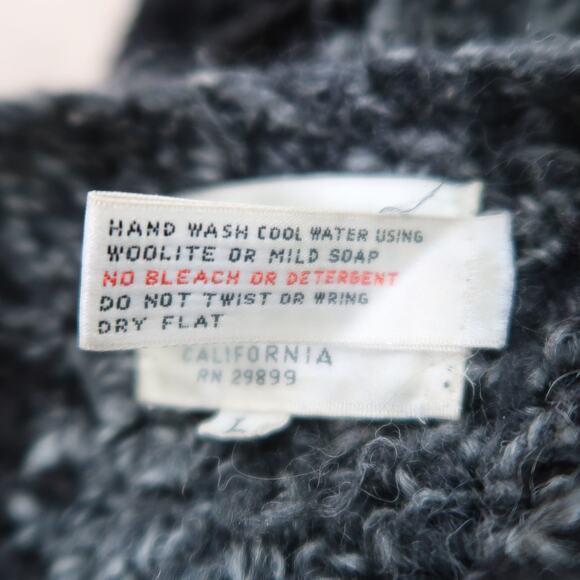 HAND WASH COOL WATER USING
WOOLITE OR MILD SOAP
NO BLEACH OR DETERGENT
DO NOT TWIST OR WRING
DRY FLAT
CALIFORNIA
RN 29899
L